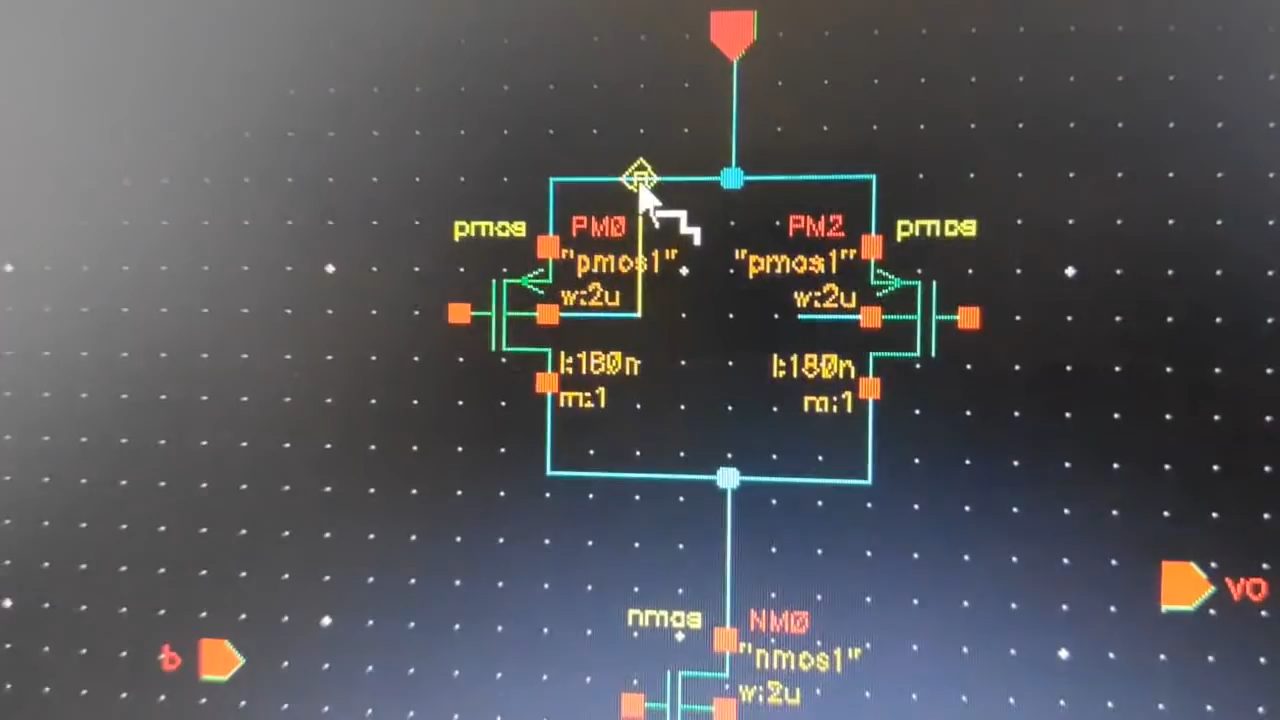 pmos PM0 PM2 pmos
"pmos1" "pmos1"
w:2u w:2u
l:180n l:180n
m:1 m:1
nmos NM0
vo
b
"nmos1"
w:2u